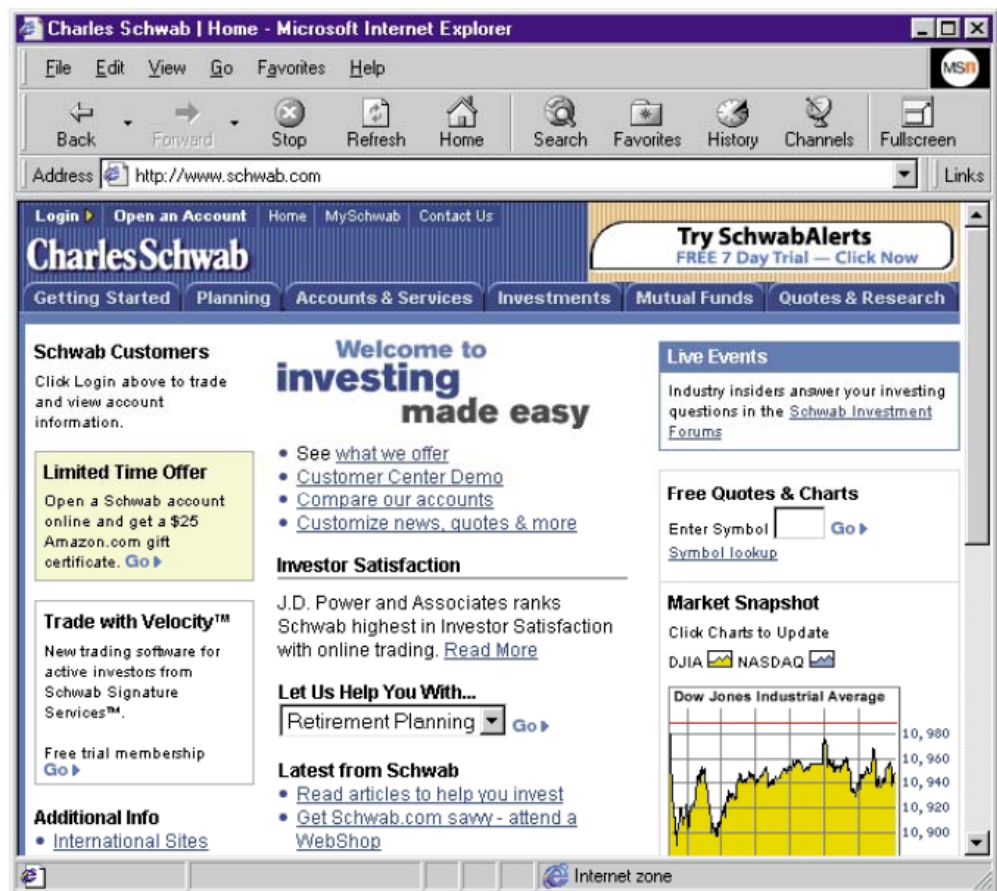 Charles Schwab | Home - Microsoft Internet Explorer
File Edit View Go Favorites Help
msn
Back Forward Stop Refresh Home Search Favorites History Channels Fullscreen
Address http://www.schwab.com Links
Login Open an Account Home MySchwab Contact Us
CharlesSchwab
Try SchwabAlerts
FREE 7 Day Trial — Click Now
Getting Started Planning Accounts & Services Investments Mutual Funds Quotes & Research
Schwab Customers
Click Login above to trade
and view account
information.
Limited Time Offer
Open a Schwab account
online and get a $25
Amazon.com gift
certificate. Go
Trade with Velocity™
New trading software for
active investors from
Schwab Signature
Services™.
Free trial membership
Go
Additional Info
• International Sites
Welcome to
investing
made easy
• See what we offer
• Customer Center Demo
• Compare our accounts
• Customize news, quotes & more
Investor Satisfaction
J.D. Power and Associates ranks
Schwab highest in Investor Satisfaction
with online trading. Read More
Let Us Help You With...
Retirement Planning Go
Latest from Schwab
• Read articles to help you invest
• Get Schwab.com savvy - attend a
WebShop
Live Events
Industry insiders answer your investing
questions in the Schwab Investment
Forums
Free Quotes & Charts
Enter Symbol Go
Symbol lookup
Market Snapshot
Click Charts to Update
DJIA NASDAQ
Dow Jones Industrial Average
10,980
10,960
10,940
10,920
10,900
Internet zone